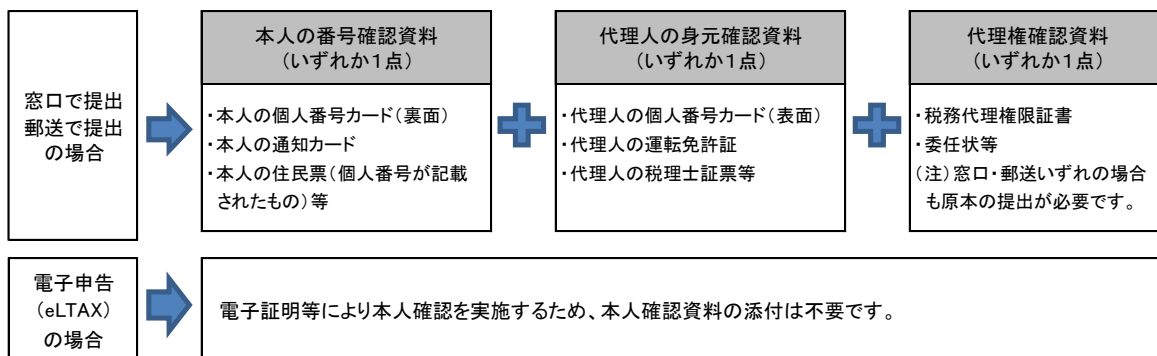 窓口で提出
郵送で提出
の場合
本人の番号確認資料
(いずれか1点)
・本人の個人番号カード(裏面)
・本人の通知カード
・本人の住民票(個人番号が記載
されたもの)等
代理人の身元確認資料
(いずれか1点)
・代理人の個人番号カード(表面)
・代理人の運転免許証
・代理人の税理士証票等
代理権確認資料
(いずれか1点)
・税務代理権限証書
・委任状等
(注)窓口・郵送いずれの場合
も原本の提出が必要です。
電子申告
(eLTAX)
の場合
電子証明等により本人確認を実施するため、本人確認資料の添付は不要です。